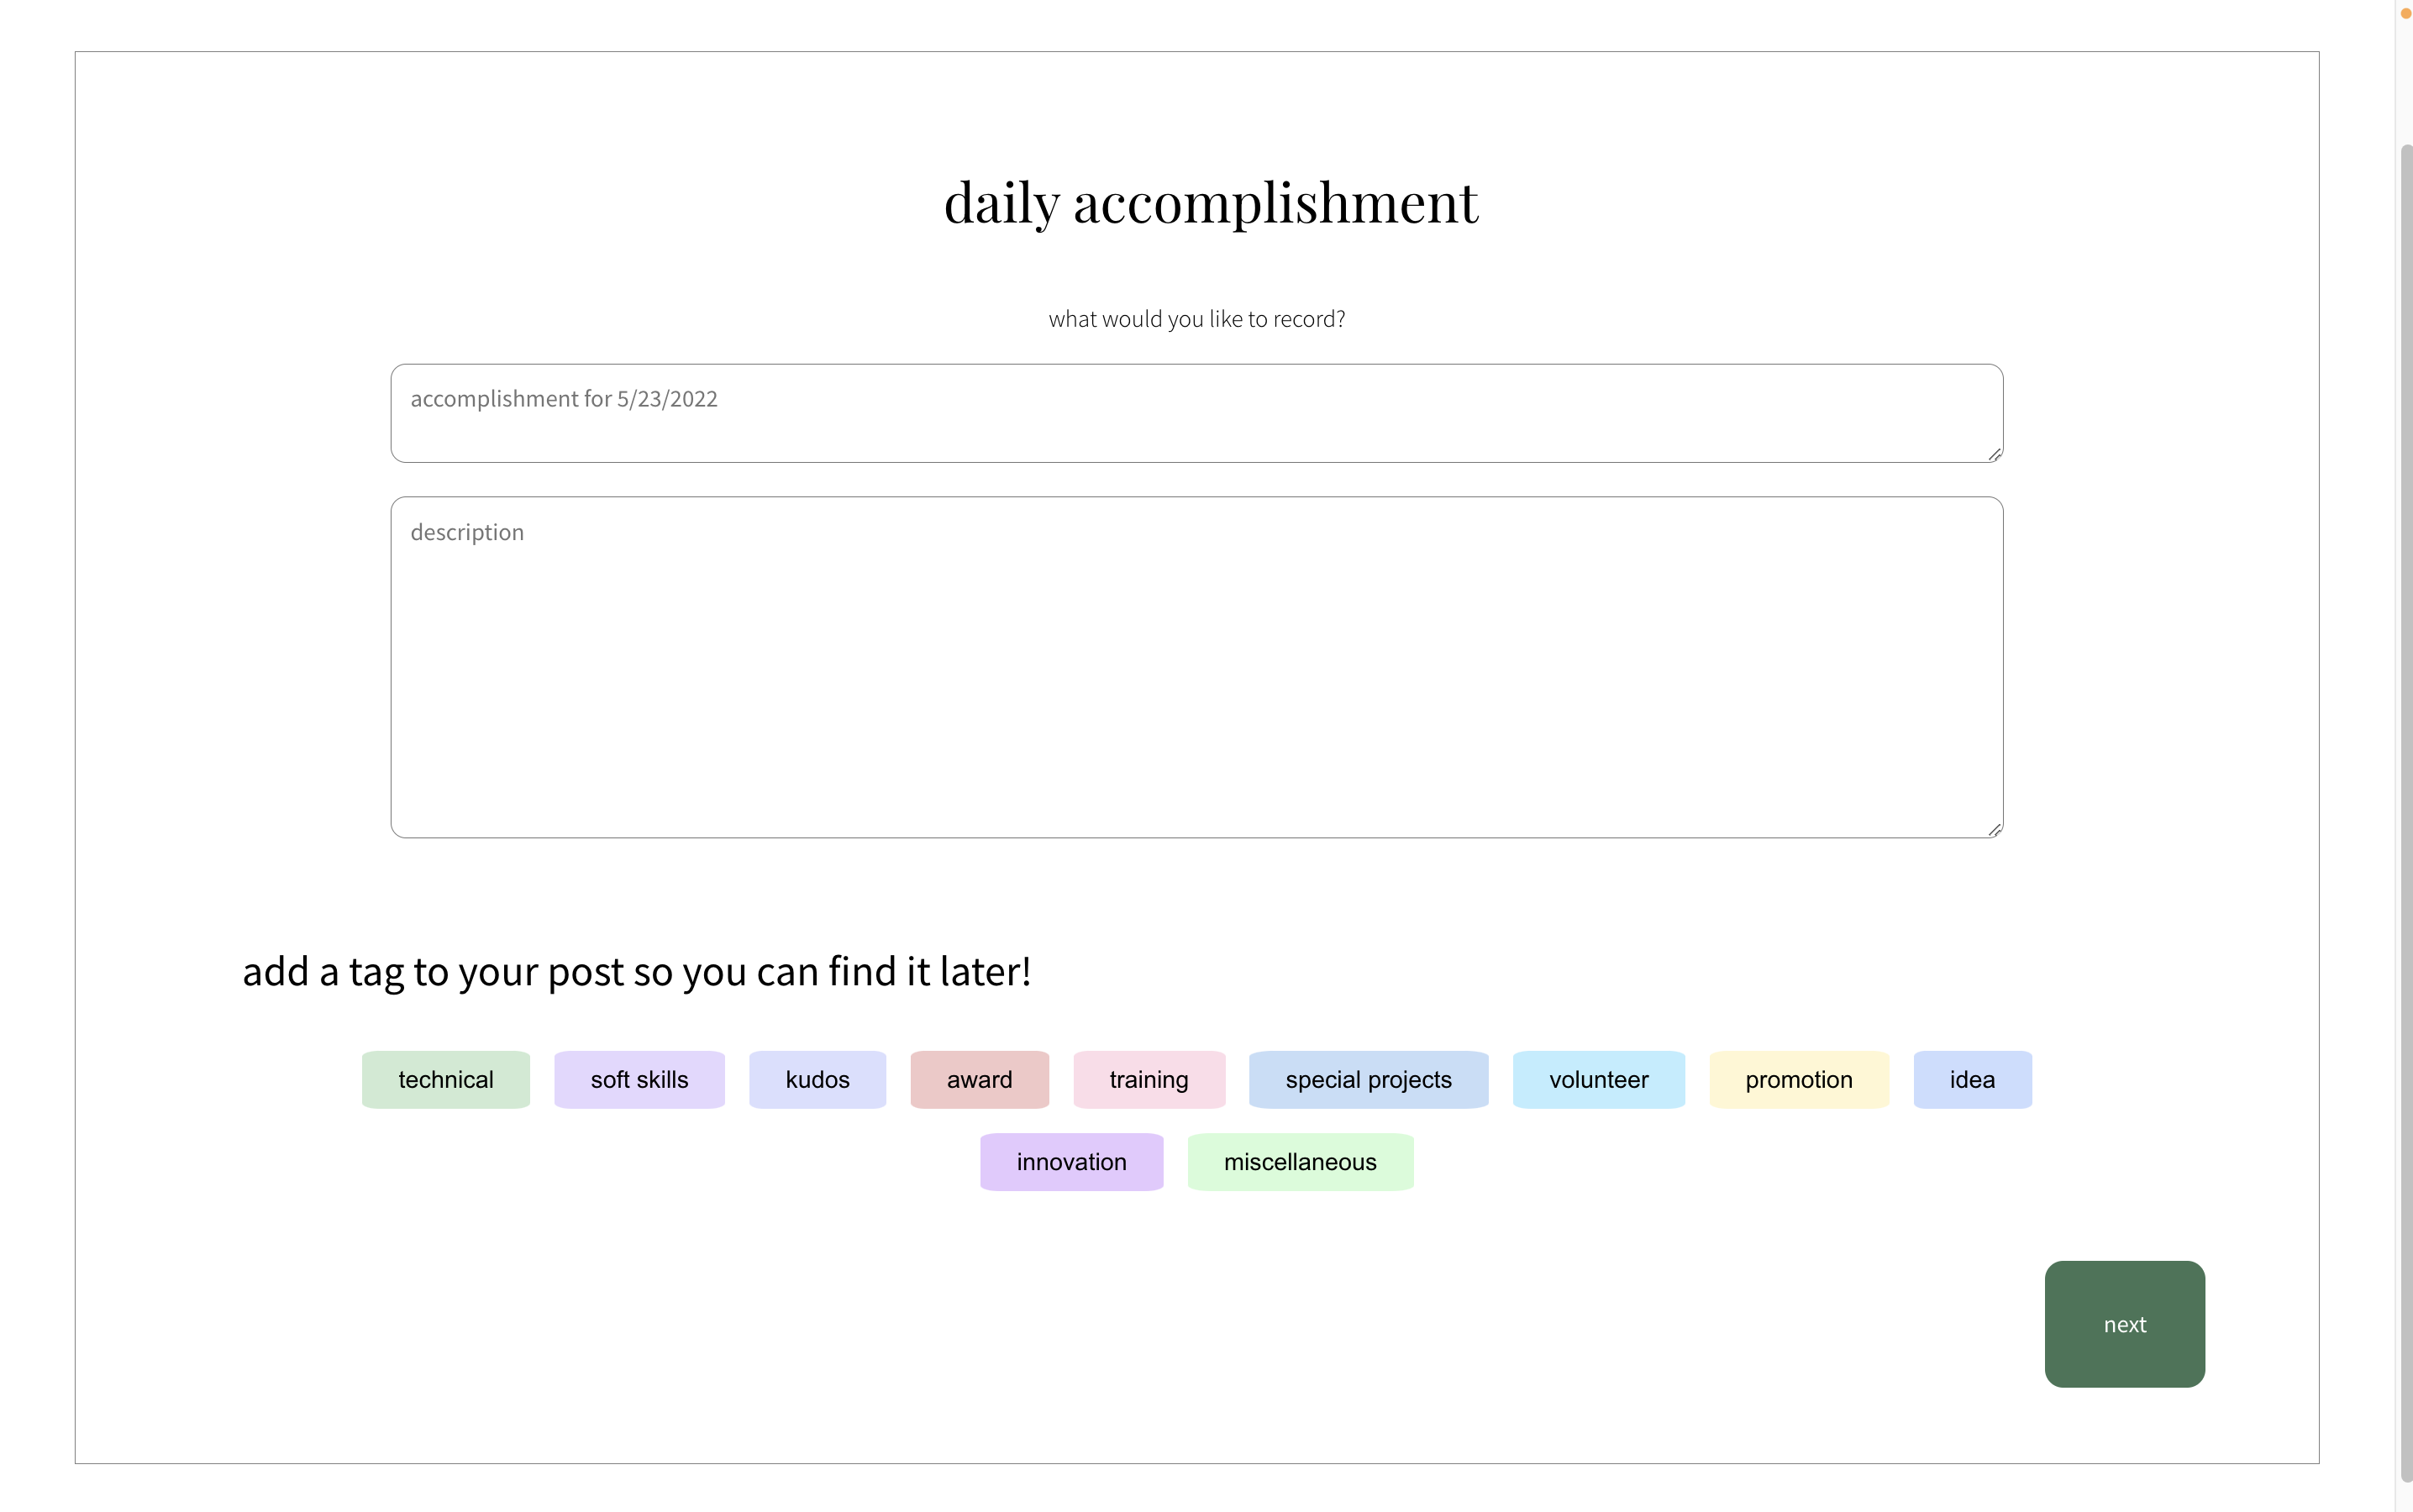 daily accomplishment
what would you like to record?
accomplishment for 5/23/2022
description
add a tag to your post so you can find it later!
technical soft skills kudos award training special projects volunteer promotion idea
innovation miscellaneous
next